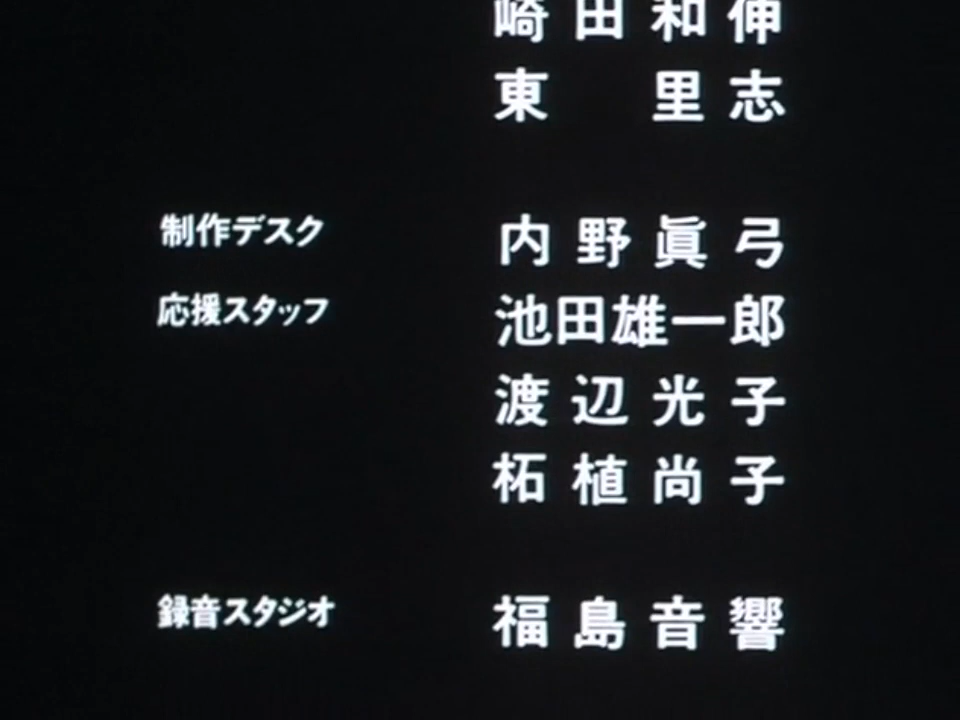 崎田和伸
東 里志
制作デスク 内野眞弓
応援スタッフ 池田雄一郎
渡辺光子
柘植尚子
録音スタジオ 福島音響